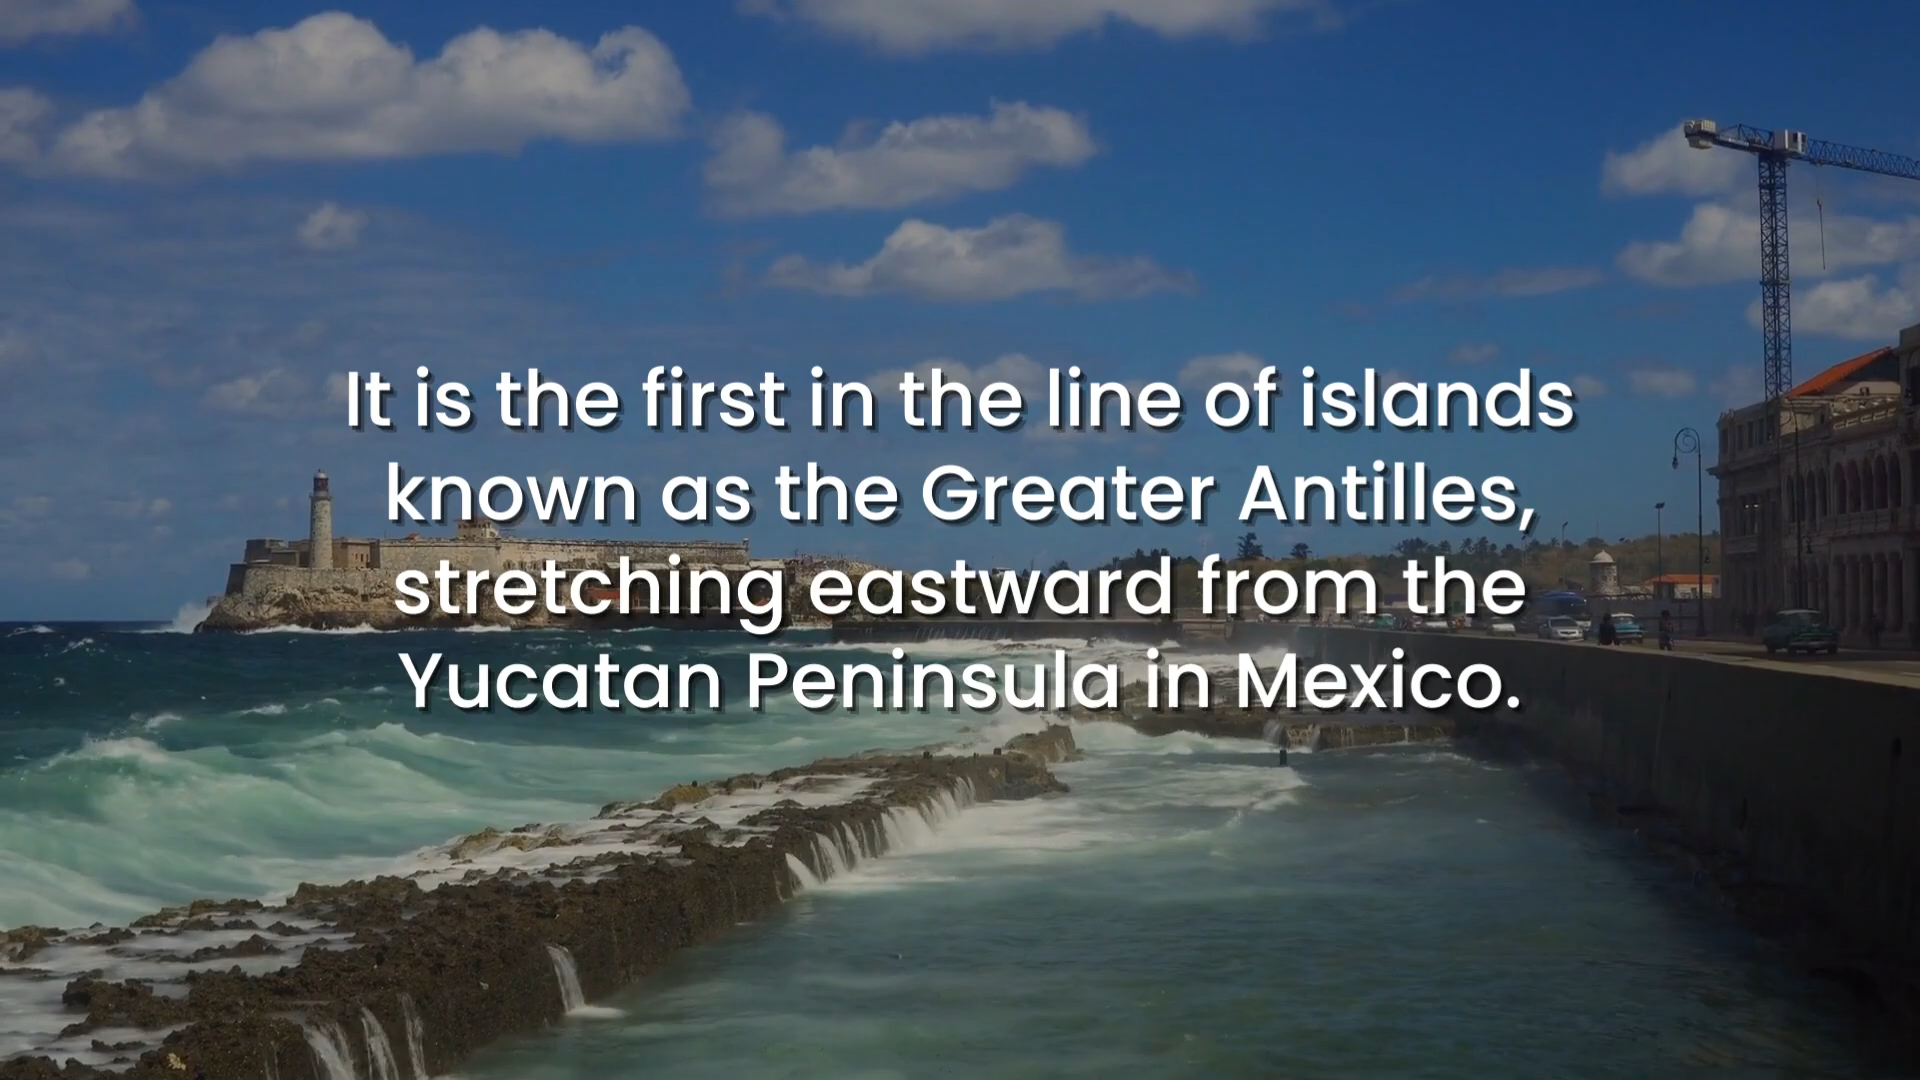 It is the first in the line of islands
known as the Greater Antilles,
stretching eastward from the
Yucatan Peninsula in Mexico.